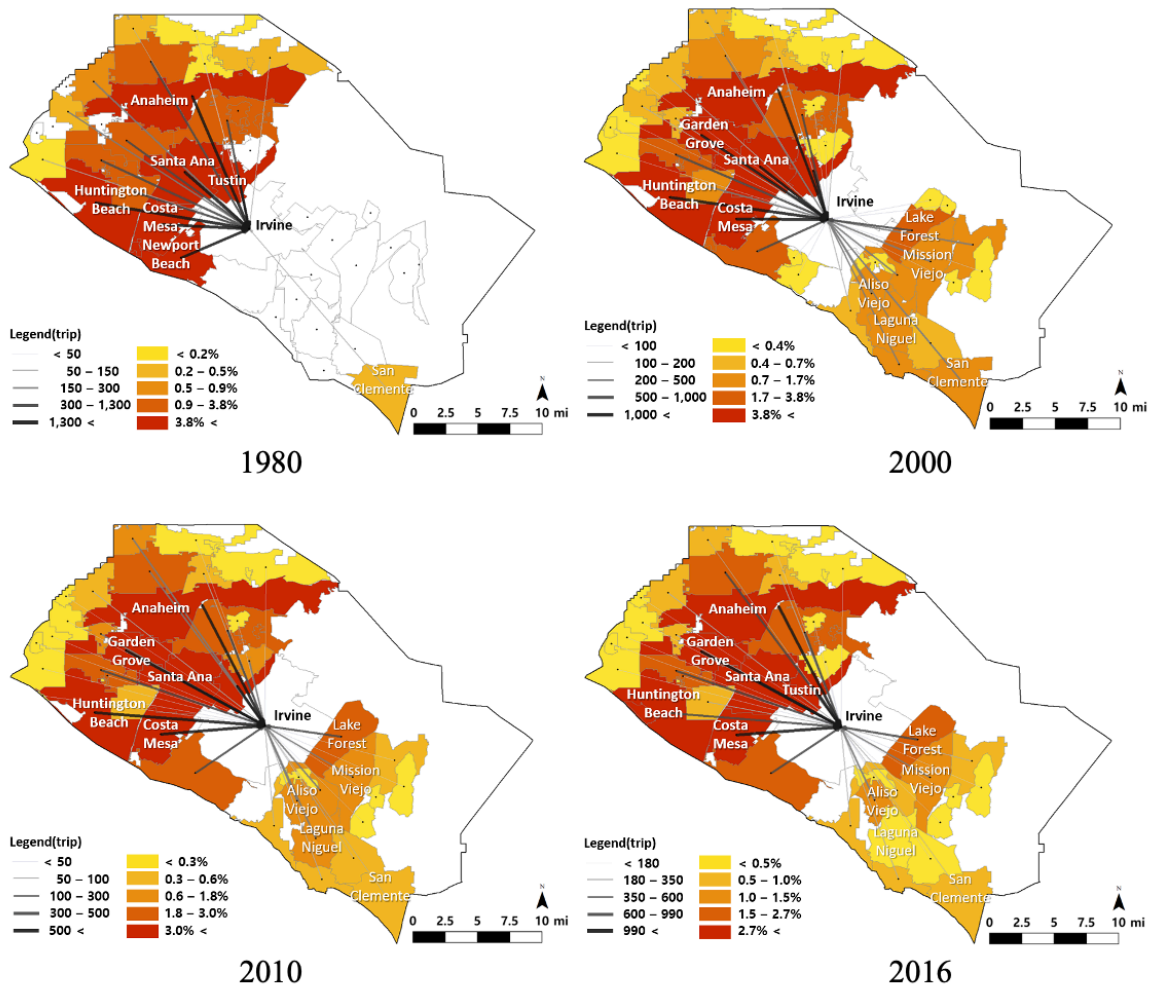 Anaheim
Santa Ana
Tustin
Huntington
Beach
Costa
Mesa
Newport
Beach
Irvine
San
Clemente
Legend(trip)
< 50
50 – 150
150 – 300
300 – 1,300
1,300 <
< 0.2%
0.2 – 0.5%
0.5 – 0.9%
0.9 – 3.8%
3.8% <
N
0 2.5 5 7.5 10 mi
1980
Anaheim
Garden
Grove
Santa Ana
Huntington
Beach
Costa
Mesa
Irvine
Lake
Forest
Mission
Viejo
Aliso
Viejo
Laguna
Niguel
San
Clemente
Legend(trip)
< 100
100 – 200
200 – 500
500 – 1,000
1,000 <
< 0.4%
0.4 – 0.7%
0.7 – 1.7%
1.7 – 3.8%
3.8% <
N
0 2.5 5 7.5 10 mi
2000
Anaheim
Garden
Grove
Santa Ana
Huntington
Beach
Costa
Mesa
Irvine
Lake
Forest
Mission
Viejo
Aliso
Viejo
Laguna
Niguel
San
Clemente
Legend(trip)
< 50
50 – 100
100 – 300
300 – 500
500 <
< 0.3%
0.3 – 0.6%
0.6 – 1.8%
1.8 – 3.0%
3.0% <
N
0 2.5 5 7.5 10 mi
2010
Anaheim
Garden
Grove
Santa Ana
Tustin
Huntington
Beach
Costa
Mesa
Irvine
Lake
Forest
Mission
Viejo
Aliso
Viejo
Laguna
Niguel
San
Clemente
Legend(trip)
< 180
180 – 350
350 – 600
600 – 990
990 <
< 0.5%
0.5 – 1.0%
1.0 – 1.5%
1.5 – 2.7%
2.7% <
N
0 2.5 5 7.5 10 mi
2016